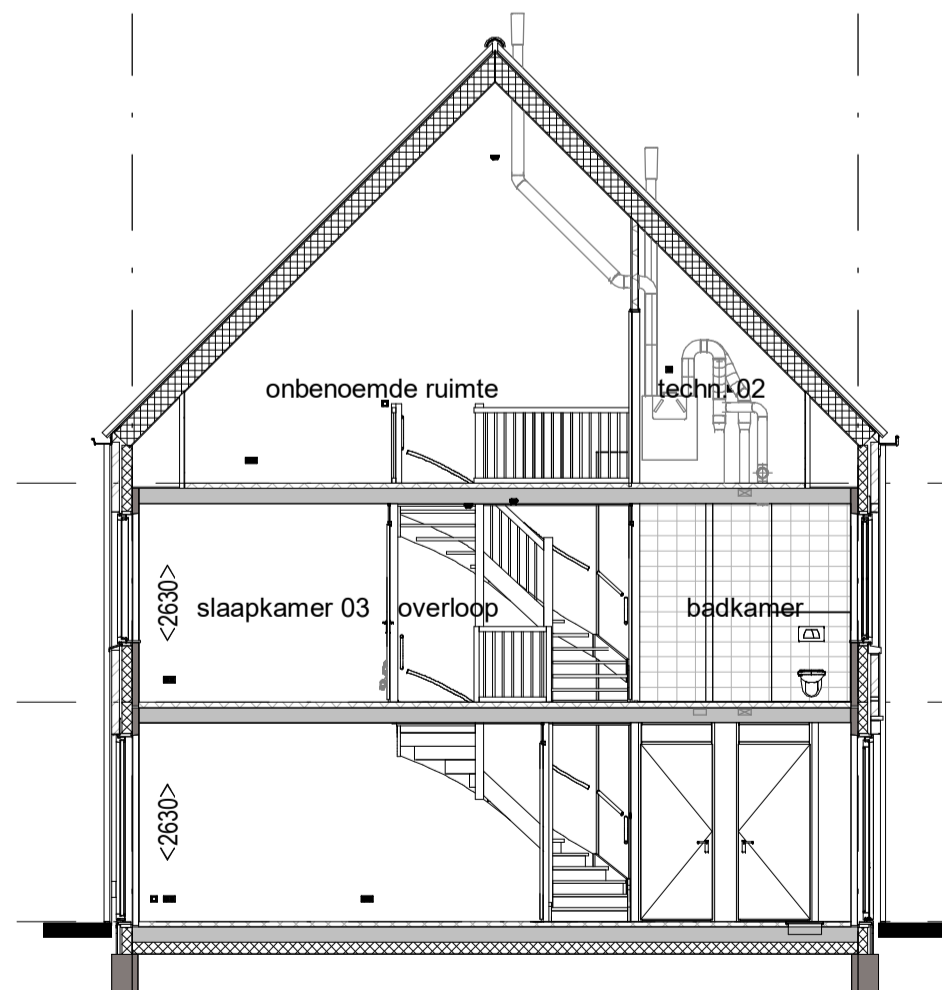 onbenoemde ruimte
techn. 02
<2630>
slaapkamer 03
overloop
badkamer
<2630>